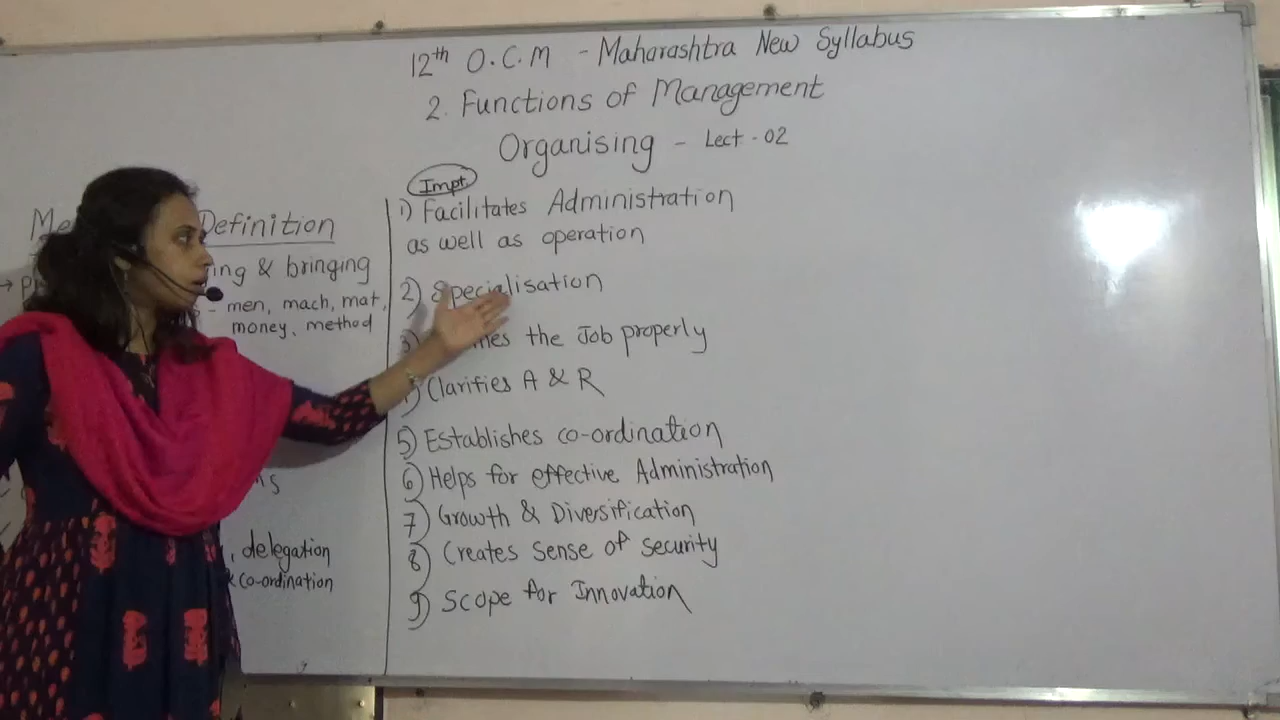 12th O.C.M - Maharashtra New Syllabus
2. Functions of Management
Organising - Lect - 02
Definition
& bringing
men, mach, mat,
money, method
delegation
co-ordination
Impt
1) Facilitates Administration
as well as operation
2) Specialisation
3) the Job properly
Clarifies A & R
5) Establishes co-ordination
6) Helps for effective Administration
7) Growth & Diversification
8) Creates Sense of security
9) Scope for Innovation